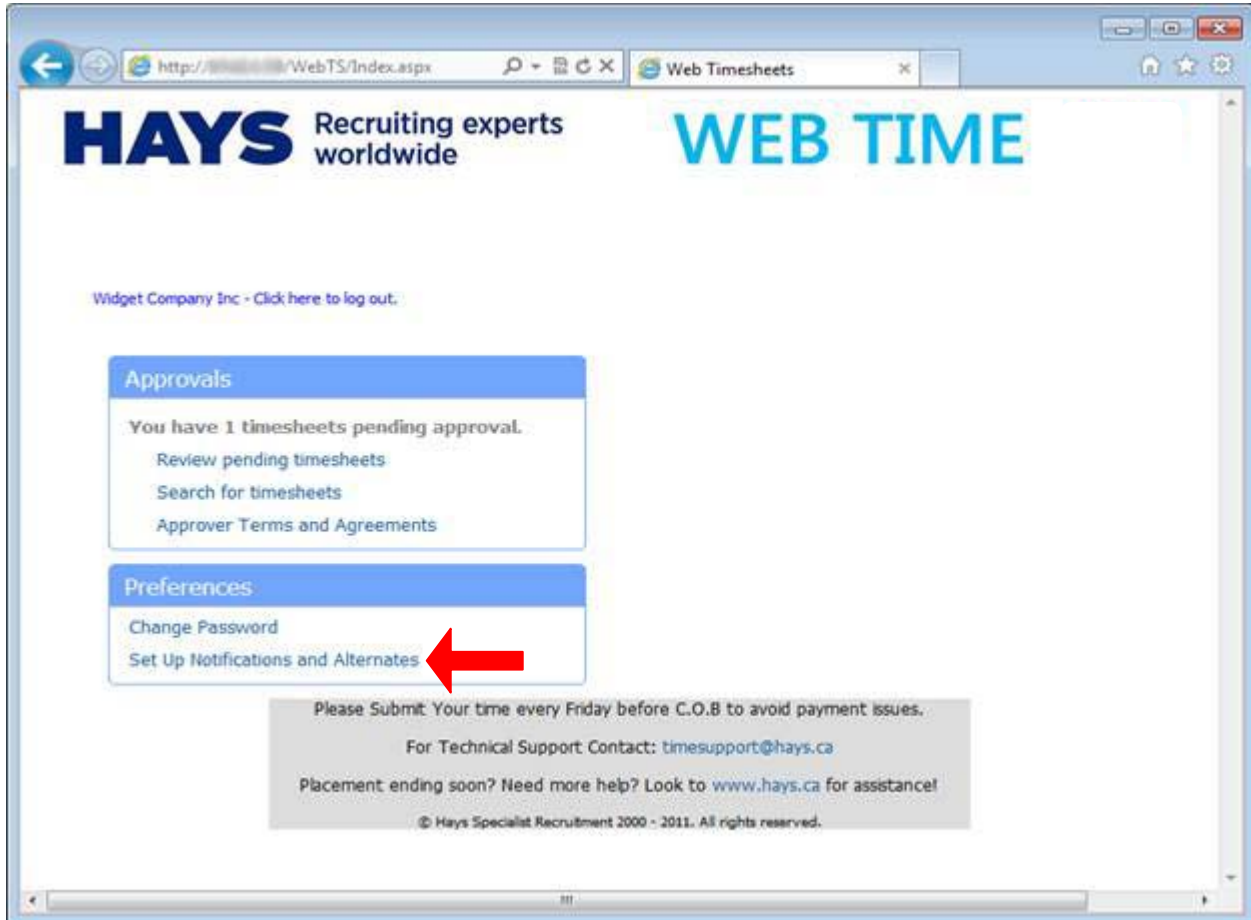 http:// /WebTS/Index.aspx
Web Timesheets
HAYS Recruiting experts worldwide
WEB TIME
Widget Company Inc - Click here to log out.
Approvals
You have 1 timesheets pending approval.
Review pending timesheets
Search for timesheets
Approver Terms and Agreements
Preferences
Change Password
Set Up Notifications and Alternates
Please Submit Your time every Friday before C.O.B to avoid payment issues.
For Technical Support Contact: timesupport@hays.ca
Placement ending soon? Need more help? Look to www.hays.ca for assistance!
© Hays Specialist Recruitment 2000 - 2011. All rights reserved.